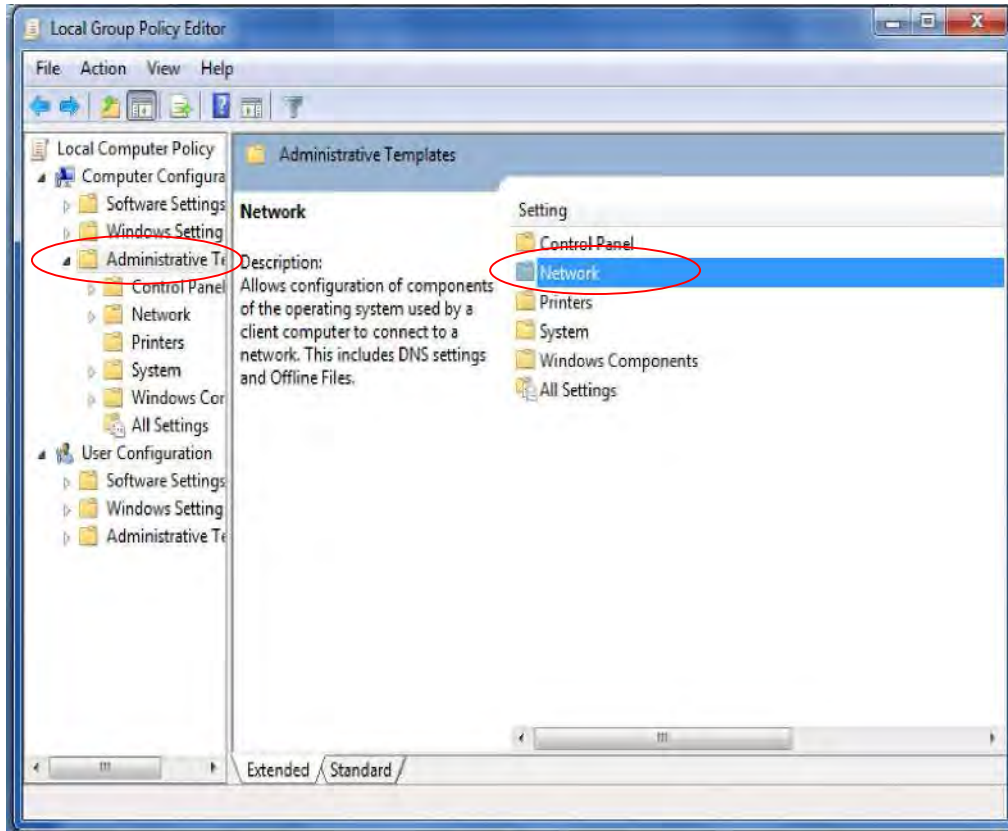 Local Group Policy Editor
File Action View Help
Local Computer Policy
Computer Configura
Software Settings
Windows Setting
Administrative Te
Control Panel
Network
Printers
System
Windows Cor
All Settings
User Configuration
Software Settings
Windows Setting
Administrative Te
Administrative Templates
Network
Description:
Allows configuration of components
of the operating system used by a
client computer to connect to a
network. This includes DNS settings
and Offline Files.
Setting
Control Panel
Network
Printers
System
Windows Components
All Settings
Extended Standard